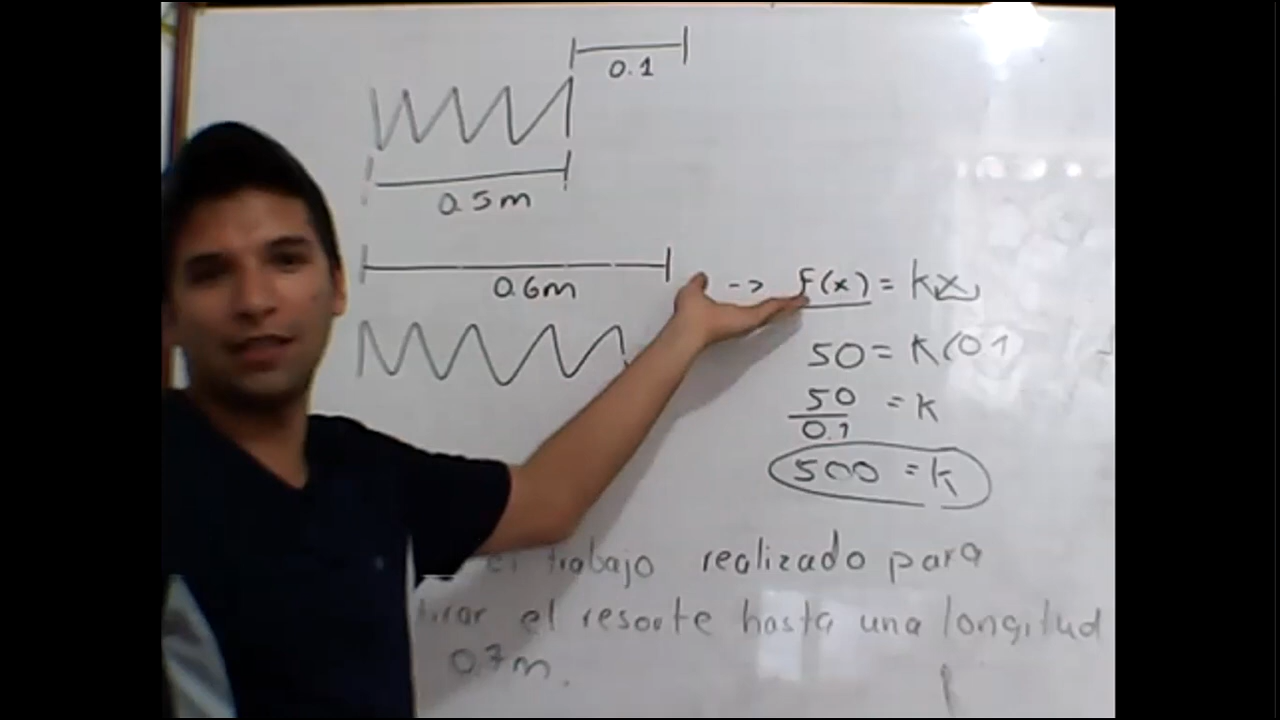 0.1
0.5m
0.6m
-> f(x) = kx
50 = K(0.1
50/0.1 = K
500 = k
el trabajo realizado para
tirar el resorte hasta una longitud
0.7m.